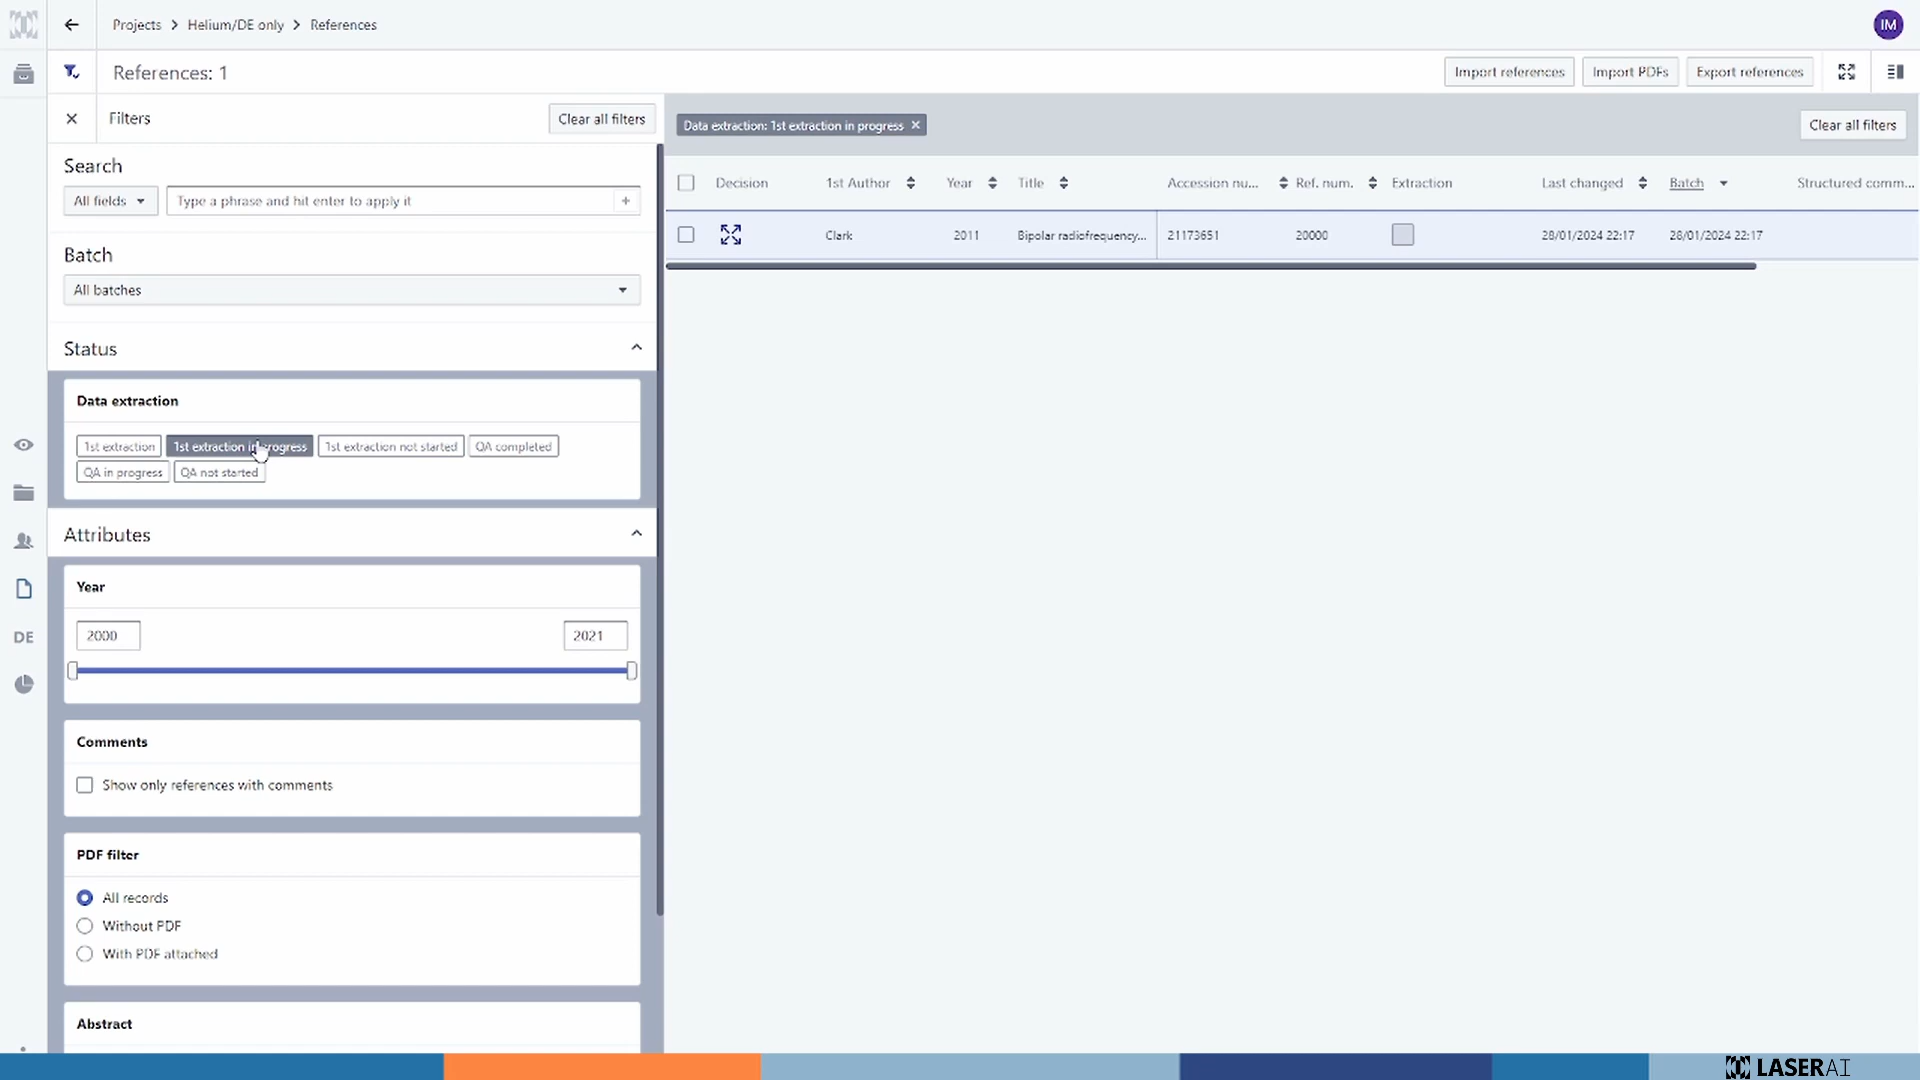 Projects > Helium/DE only > References
IM
References: 1
Import references
Import PDFs
Export references
Filters
Clear all filters
Data extraction: 1st extraction in progress ×
Clear all filters
Search
All fields
Type a phrase and hit enter to apply it
Decision
1st Author
Year
Title
Accession nu...
Ref. num.
Extraction
Last changed
Batch
Structured comm...
Clark
2011
Bipolar radiofrequency...
21173651
20000
28/01/2024 22:17
28/01/2024 22:17
Batch
All batches
Status
Data extraction
1st extraction
1st extraction in progress
1st extraction not started
QA completed
QA in progress
QA not started
Attributes
Year
2000
2021
DE
Comments
Show only references with comments
PDF filter
All records
Without PDF
With PDF attached
Abstract
LASERAI